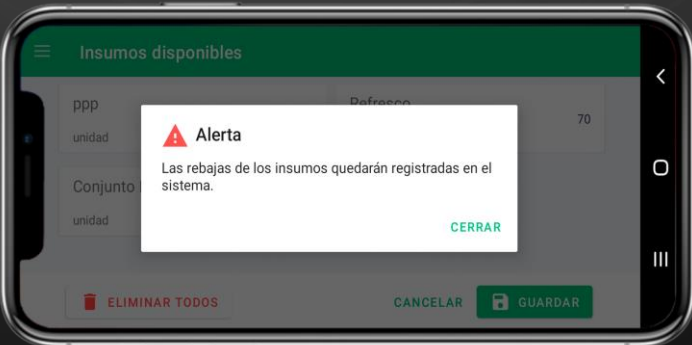 Insumos disponibles
ppp
Refresco
unidad
70
Alerta
Las rebajas de los insumos quedarán registradas en el
sistema.
Conjunto
unidad
CERRAR
ELIMINAR TODOS
CANCELAR
GUARDAR